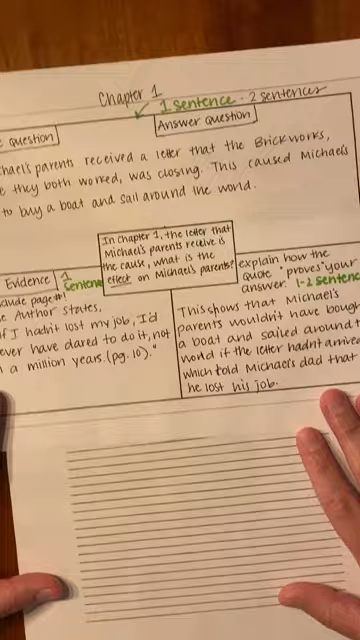 Chapter 1
1 sentence - 2 sentences
question
Answer question
parents received a letter that the Brickworks,
they both worked, was closing. This caused Michael's
to buy a boat and sail around the world.
In chapter 1, the letter that
Michael's parents receive is
the cause, what is the
effect on Michael's parents?
Evidence
1 sentence
page#!
Author states,
if I hadn't lost my job, I'd
have dared to do it, not
a million years. (pg. 10)."
explain how the
quote "proves" your
answer. 1-2 sentence
This shows that Michael's
parents wouldn't have bough
a boat and sailed around t
world if the letter hadn't arrive
which told Michael's dad that
he lost his job.